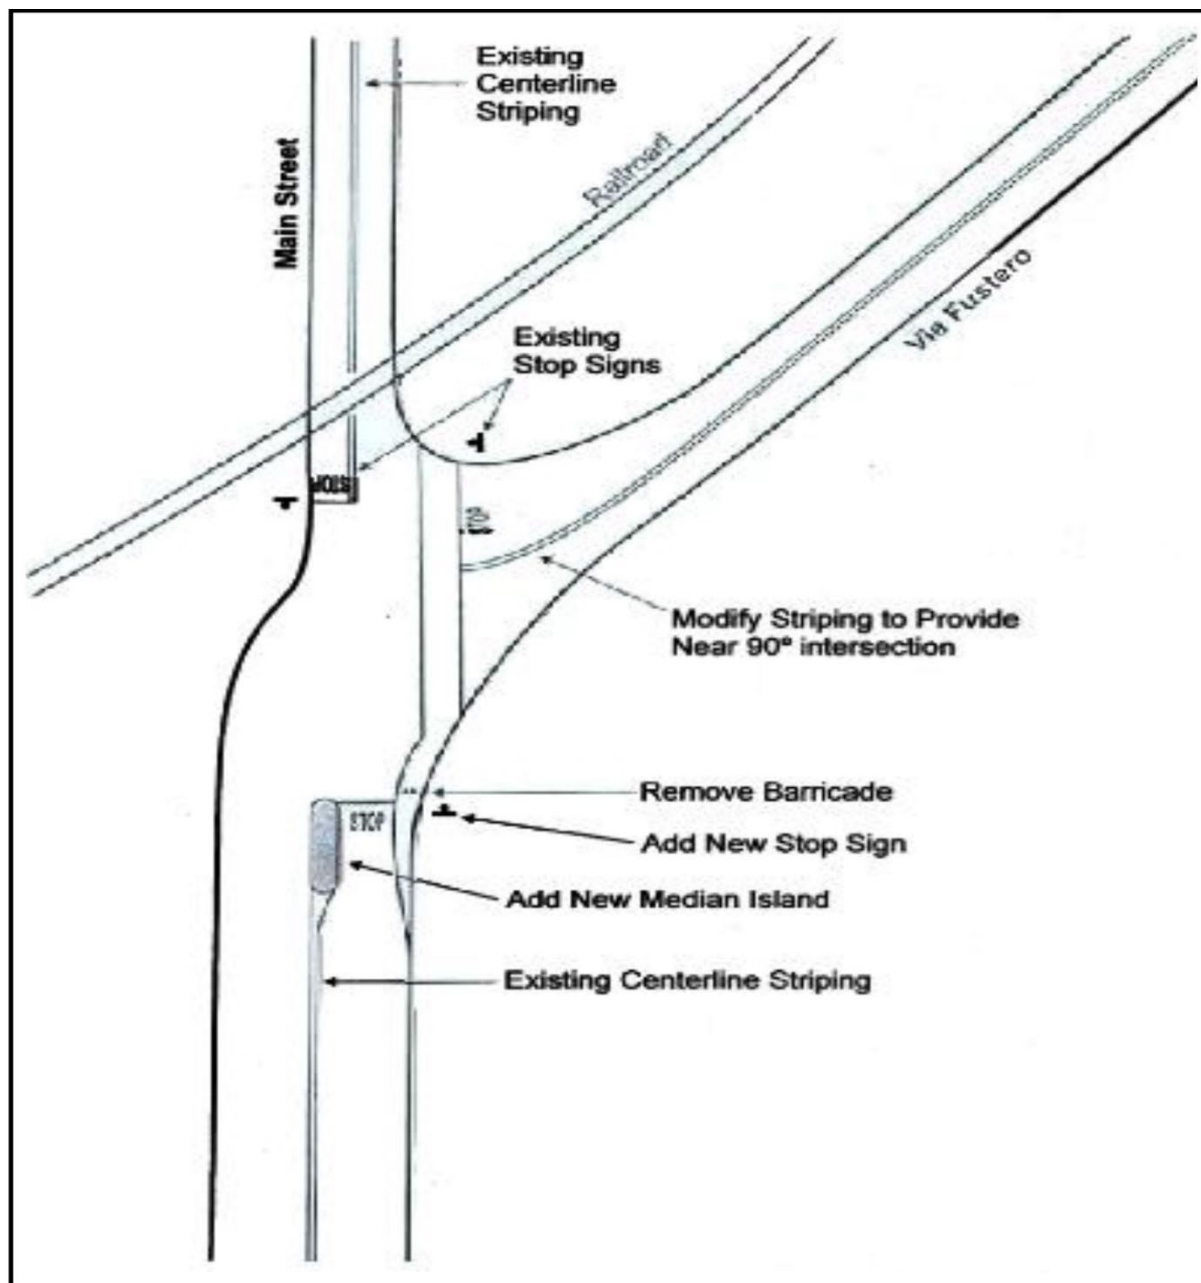 Existing
Centerline
Striping
Main Street
Railroad
Existing
Stop Signs
Via Fustero
STOP
STOP
Modify Striping to Provide
Near 90° intersection
Remove Barricade
STOP
Add New Stop Sign
Add New Median Island
Existing Centerline Striping